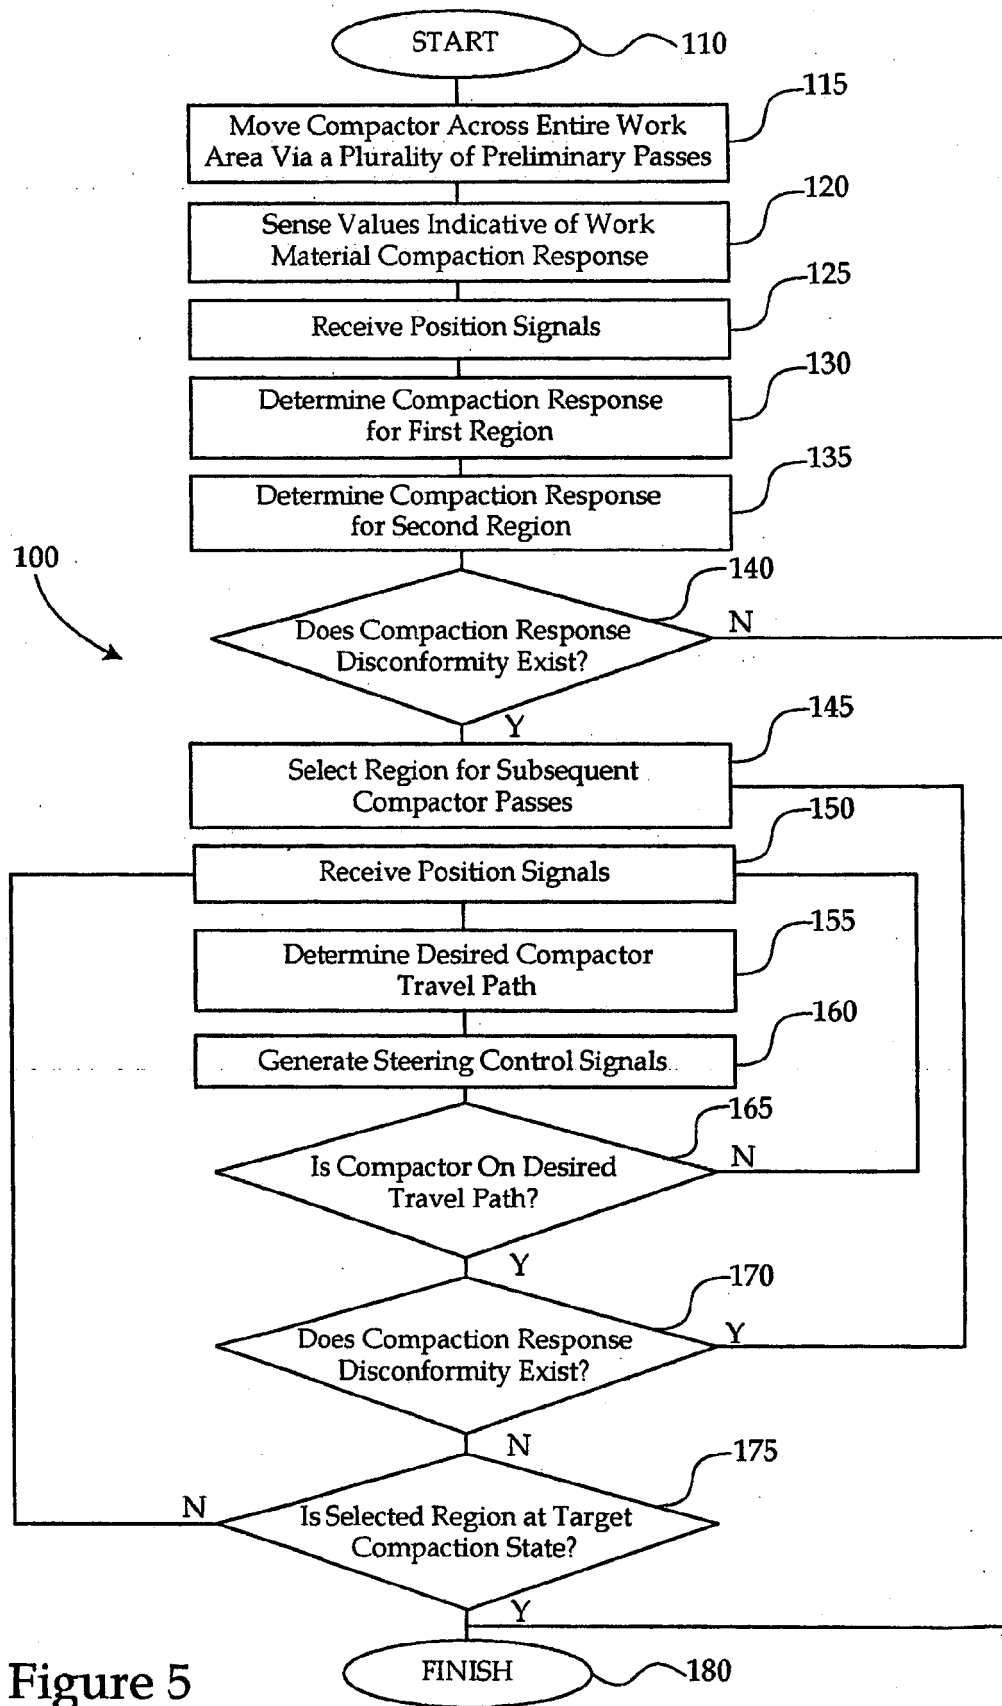 START
110
115
Move Compactor Across Entire Work
Area Via a Plurality of Preliminary Passes
120
Sense Values Indicative of Work
Material Compaction Response
125
Receive Position Signals
130
Determine Compaction Response
for First Region
135
Determine Compaction Response
for Second Region
100
140
Does Compaction Response
Disconformity Exist?
N
Y
145
Select Region for Subsequent
Compactor Passes
150
Receive Position Signals
155
Determine Desired Compactor
Travel Path
160
Generate Steering Control Signals
165
Is Compactor On Desired
Travel Path?
N
Y
170
Does Compaction Response
Disconformity Exist?
Y
N
175
N
Is Selected Region at Target
Compaction State?
Y
FINISH
180
Figure 5